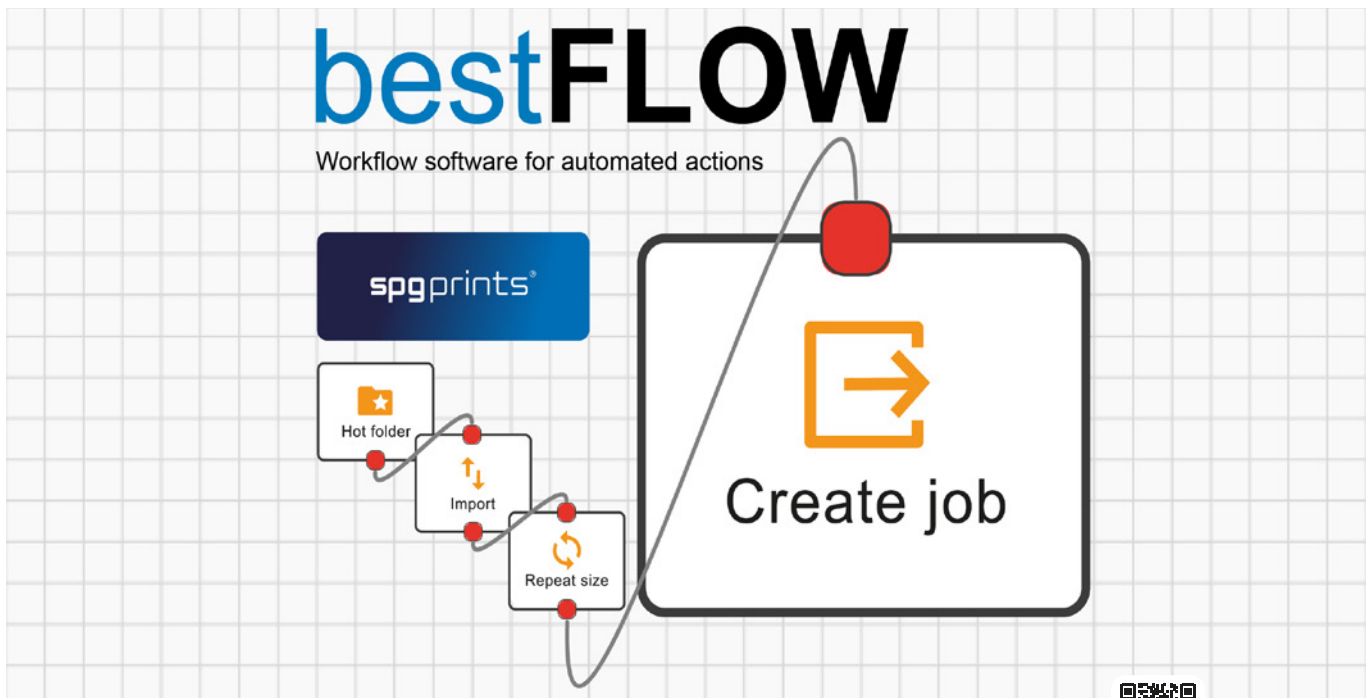 bestFLOW
Workflow software for automated actions
spgprints®
Hot folder
Import
Repeat size
Create job